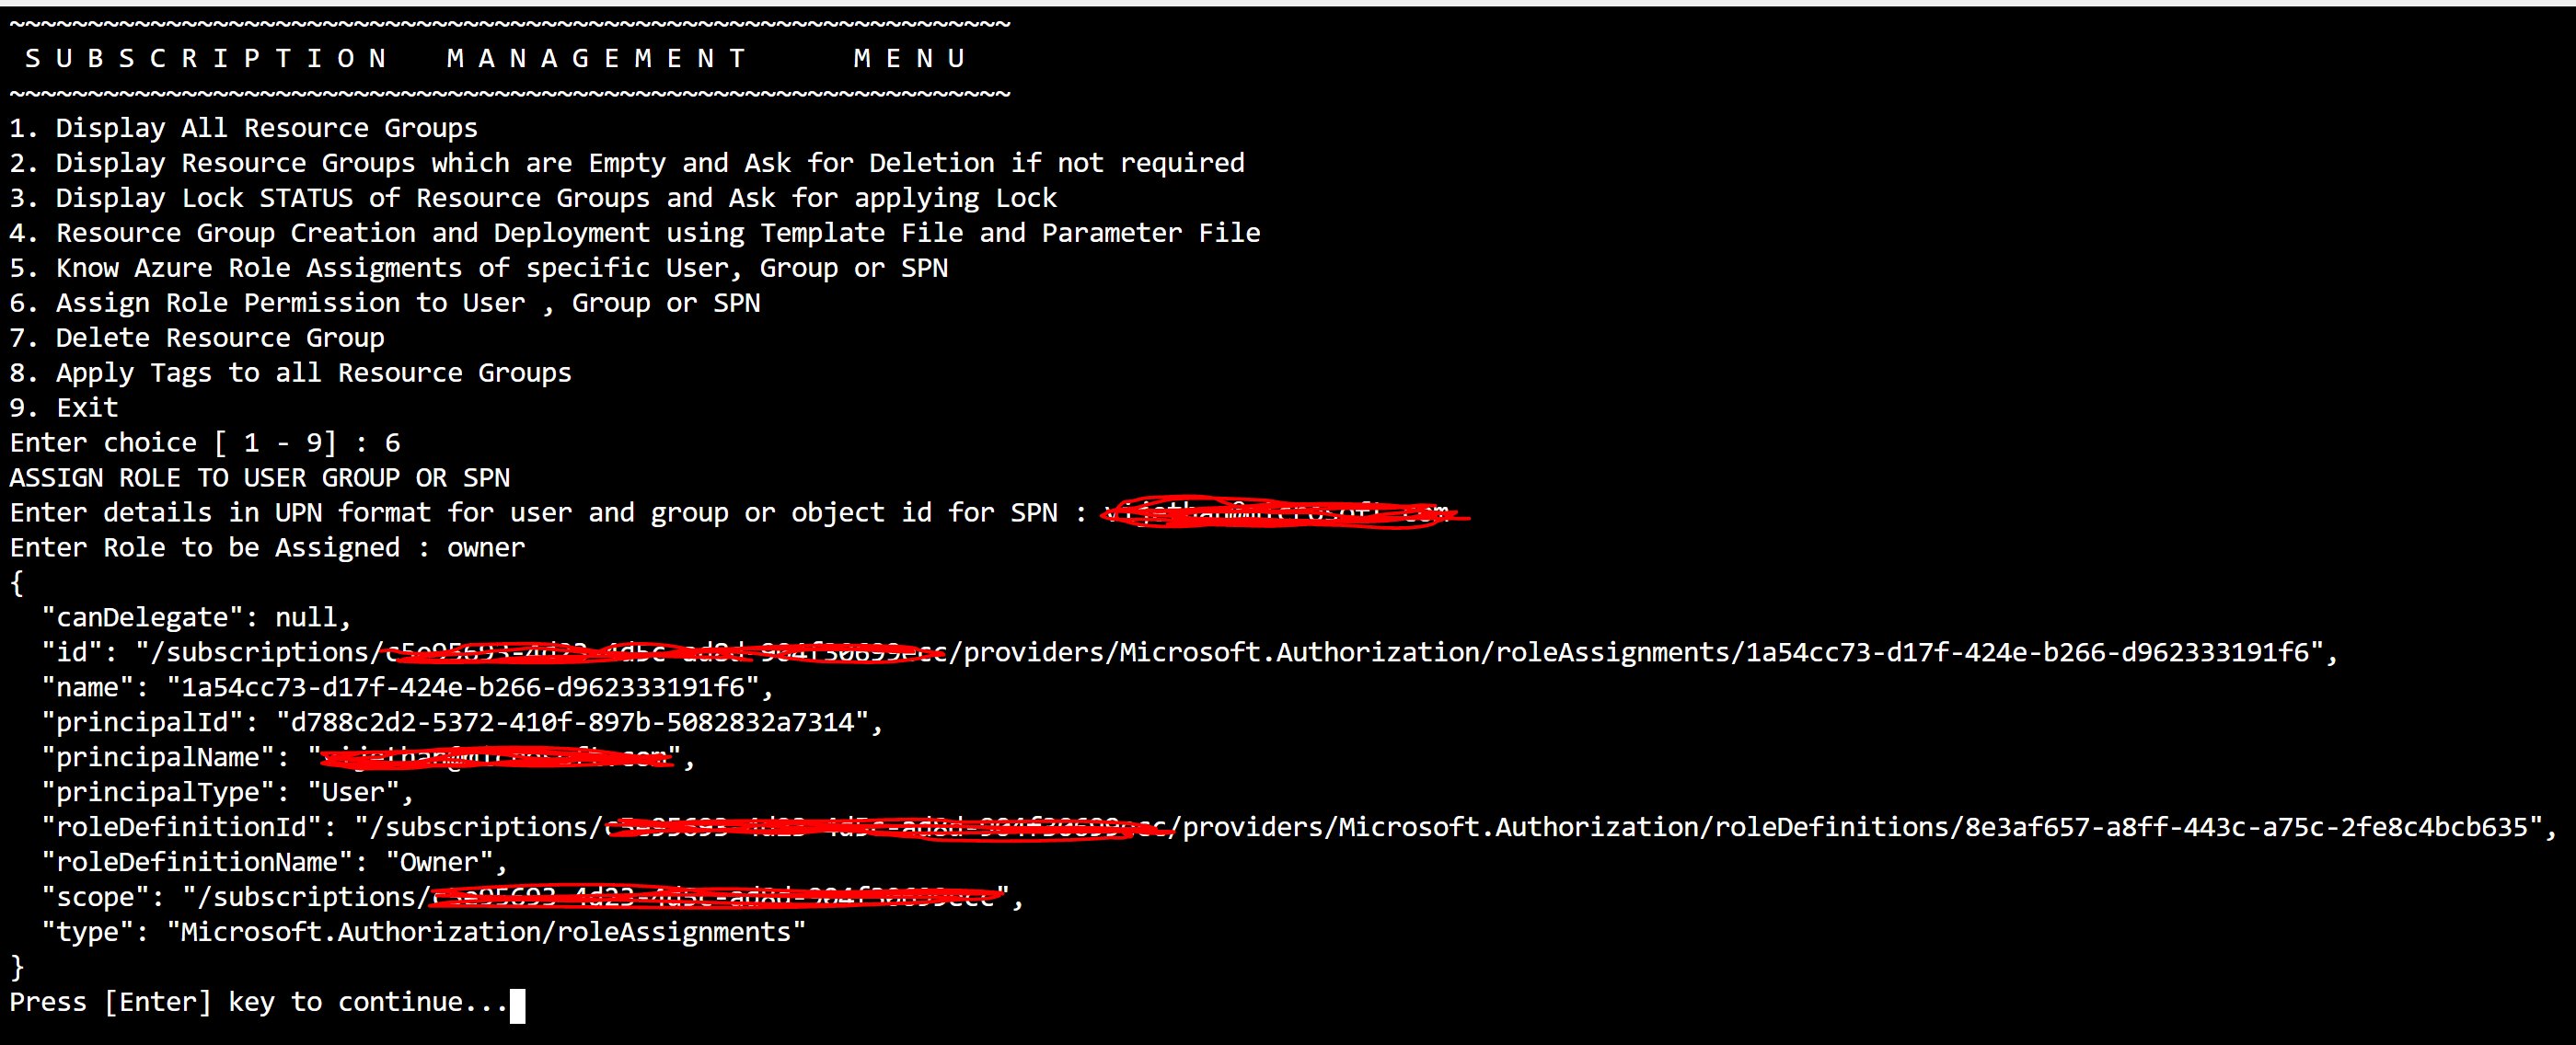 ~~~~~~~~~~~~~~~~~~~~~~~~~~~~~~~~~~~~~~~~~~~~~~~~~~~~~~~~~~~~~~~~
S U B S C R I P T I O N   M A N A G E M E N T      M E N U
~~~~~~~~~~~~~~~~~~~~~~~~~~~~~~~~~~~~~~~~~~~~~~~~~~~~~~~~~~~~~~~~
1. Display All Resource Groups
2. Display Resource Groups which are Empty and Ask for Deletion if not required
3. Display Lock STATUS of Resource Groups and Ask for applying Lock
4. Resource Group Creation and Deployment using Template File and Parameter File
5. Know Azure Role Assigments of specific User, Group or SPN
6. Assign Role Permission to User , Group or SPN
7. Delete Resource Group
8. Apply Tags to all Resource Groups
9. Exit
Enter choice [ 1 - 9] : 6
ASSIGN ROLE TO USER GROUP OR SPN
Enter details in UPN format for user and group or object id for SPN :
Enter Role to be Assigned : owner
{
  "canDelegate": null,
  "id": "/subscriptions/ /providers/Microsoft.Authorization/roleAssignments/1a54cc73-d17f-424e-b266-d962333191f6",
  "name": "1a54cc73-d17f-424e-b266-d962333191f6",
  "principalId": "d788c2d2-5372-410f-897b-5082832a7314",
  "principalName": " ",
  "principalType": "User",
  "roleDefinitionId": "/subscriptions/ /providers/Microsoft.Authorization/roleDefinitions/8e3af657-a8ff-443c-a75c-2fe8c4bcb635",
  "roleDefinitionName": "Owner",
  "scope": "/subscriptions/ ",
  "type": "Microsoft.Authorization/roleAssignments"
}
Press [Enter] key to continue...